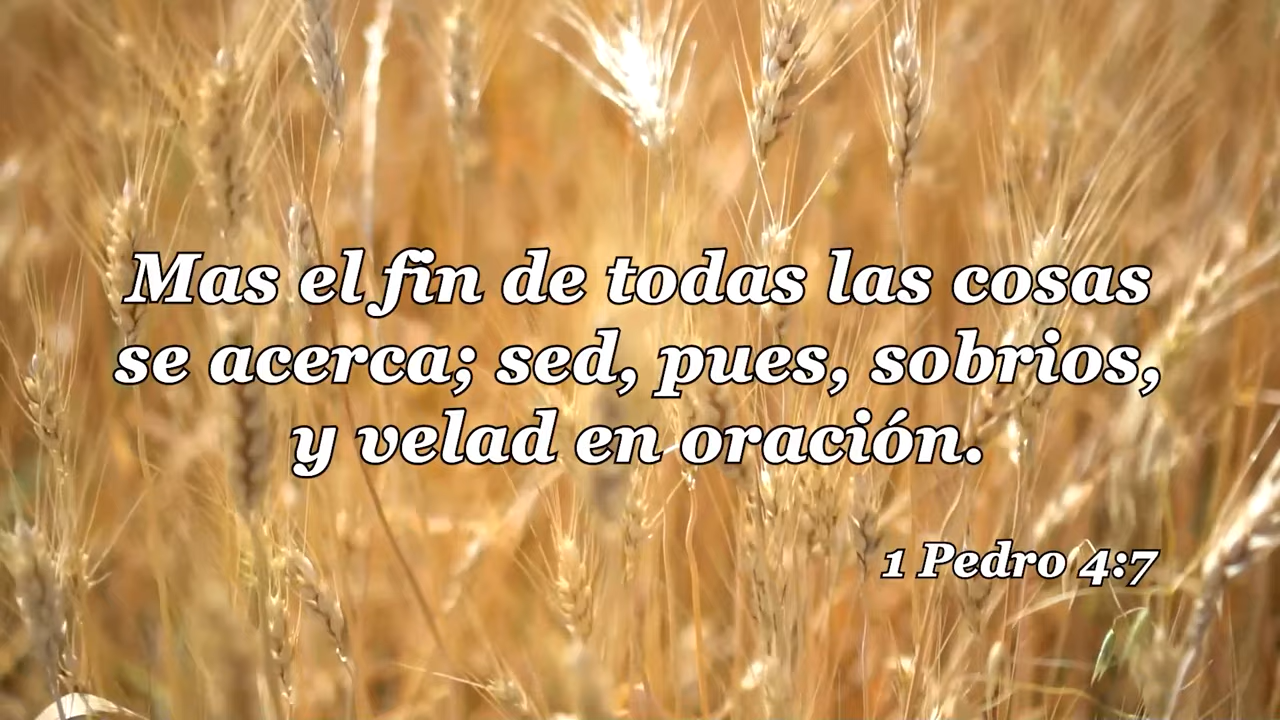 Mas el fin de todas las cosas
se acerca; sed, pues, sobrios,
y velad en oración.
1 Pedro 4:7